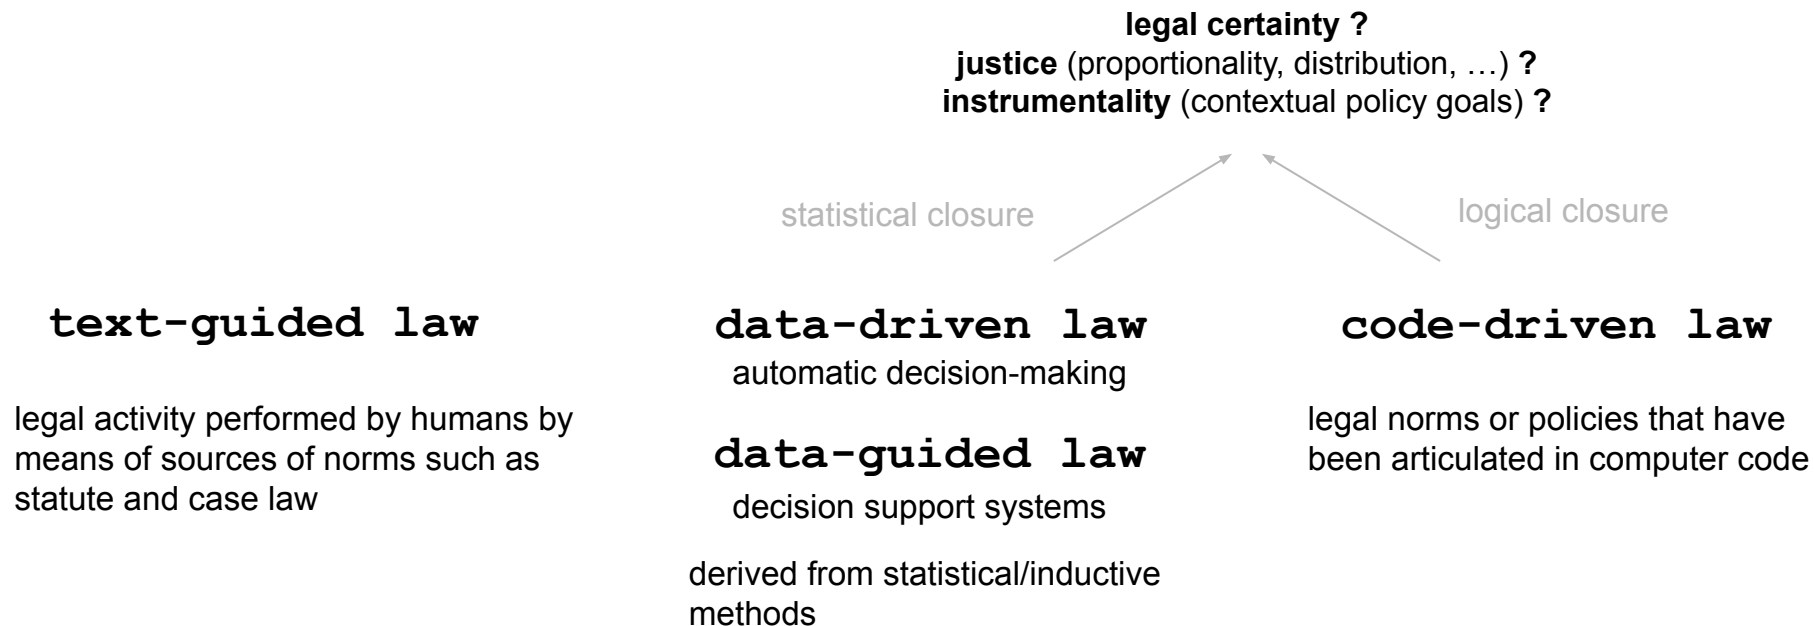 legal certainty ?
justice (proportionality, distribution, …) ?
instrumentality (contextual policy goals) ?
statistical closure
logical closure
text-guided law
legal activity performed by humans by
means of sources of norms such as
statute and case law
data-driven law
automatic decision-making
data-guided law
decision support systems
derived from statistical/inductive
methods
code-driven law
legal norms or policies that have
been articulated in computer code